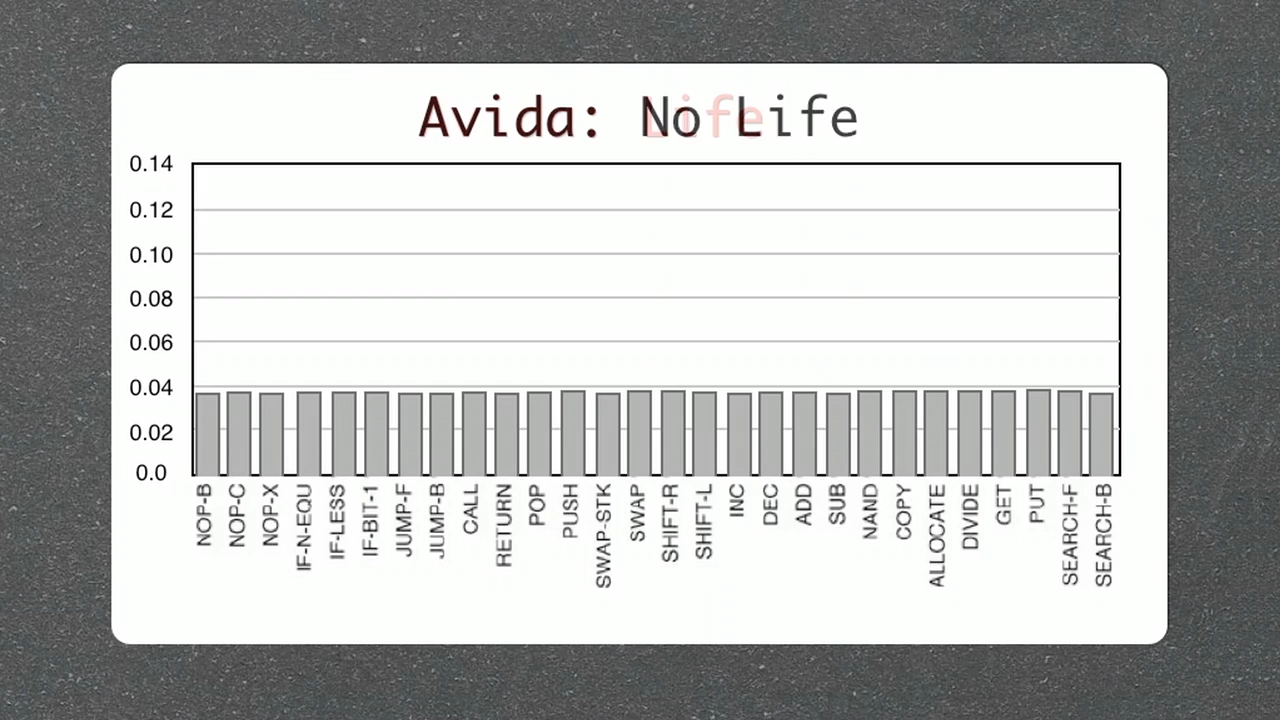 Avida: No Life
Life
0.14
0.12
0.10
0.08
0.06
0.04
0.02
0.0
NOP-B
NOP-C
NOP-X
IF-N-EQU
IF-LESS
IF-BIT-1
JUMP-F
JUMP-B
CALL
RETURN
POP
PUSH
SWAP-STK
SWAP
SHIFT-R
SHIFT-L
INC
DEC
ADD
SUB
NAND
COPY
ALLOCATE
DIVIDE
GET
PUT
SEARCH-F
SEARCH-B